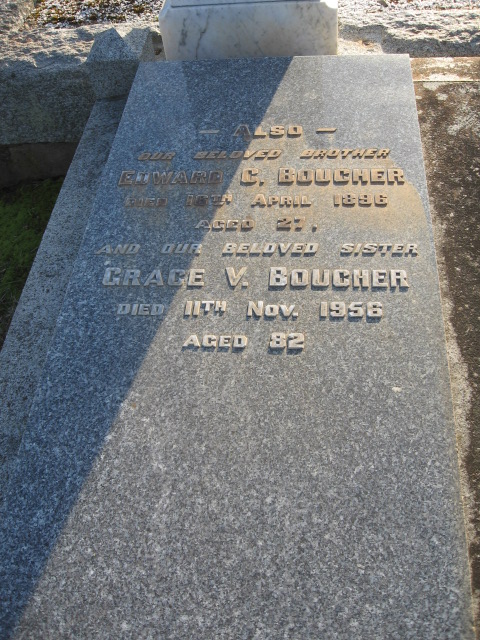 — ALSO —
OUR BELOVED BROTHER
EDWARD C. BOUCHER
DIED APRIL 1896
AGED 27,
AND OUR BELOVED SISTER
GRACE V. BOUCHER
DIED 11TH NOV. 1956
AGED 82